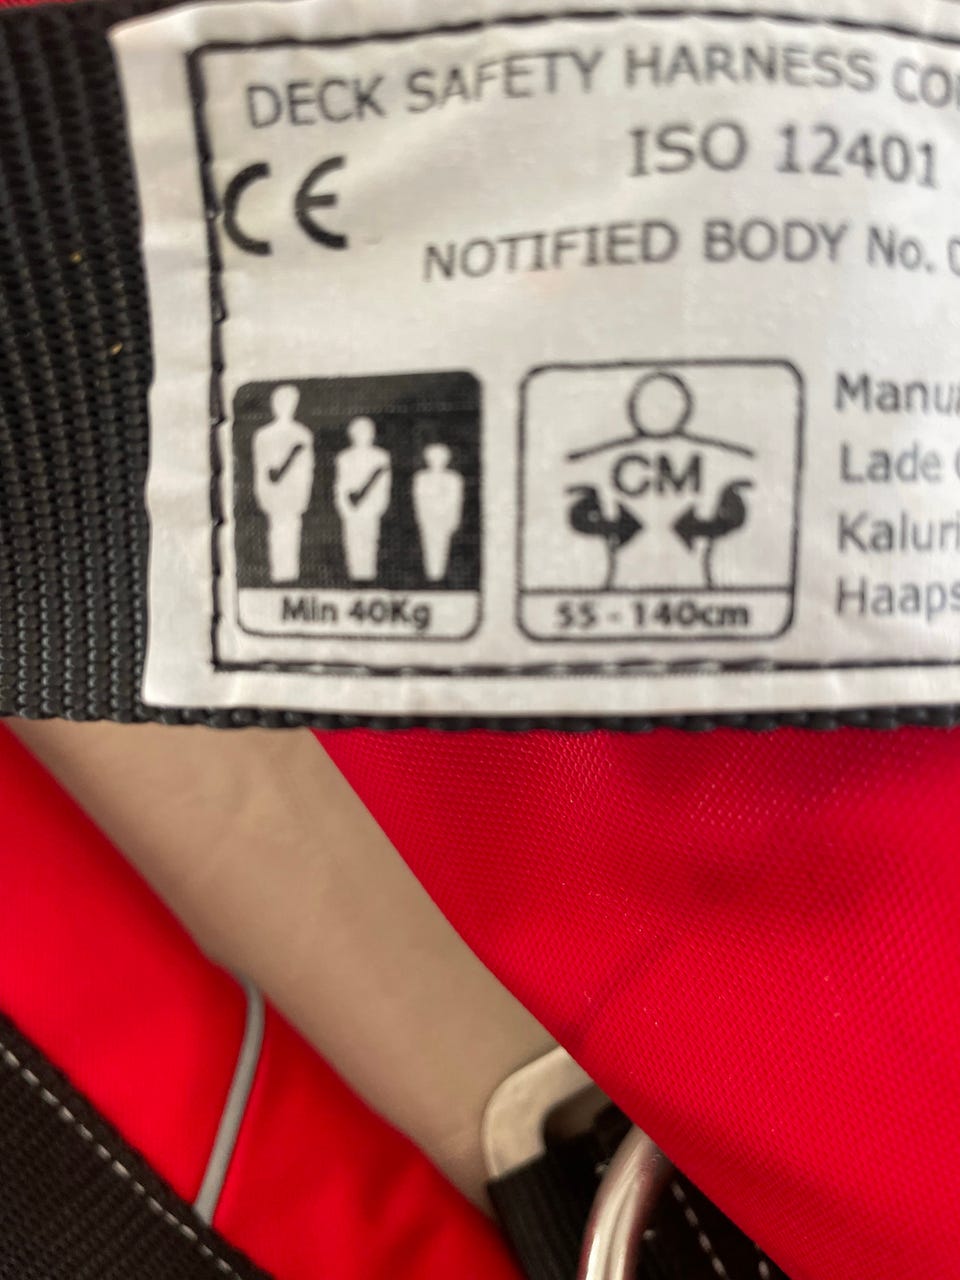 DECK SAFETY HARNESS
CE
ISO 12401
NOTIFIED BODY No.
CM
Min 40Kg
55 - 140cm
Lade